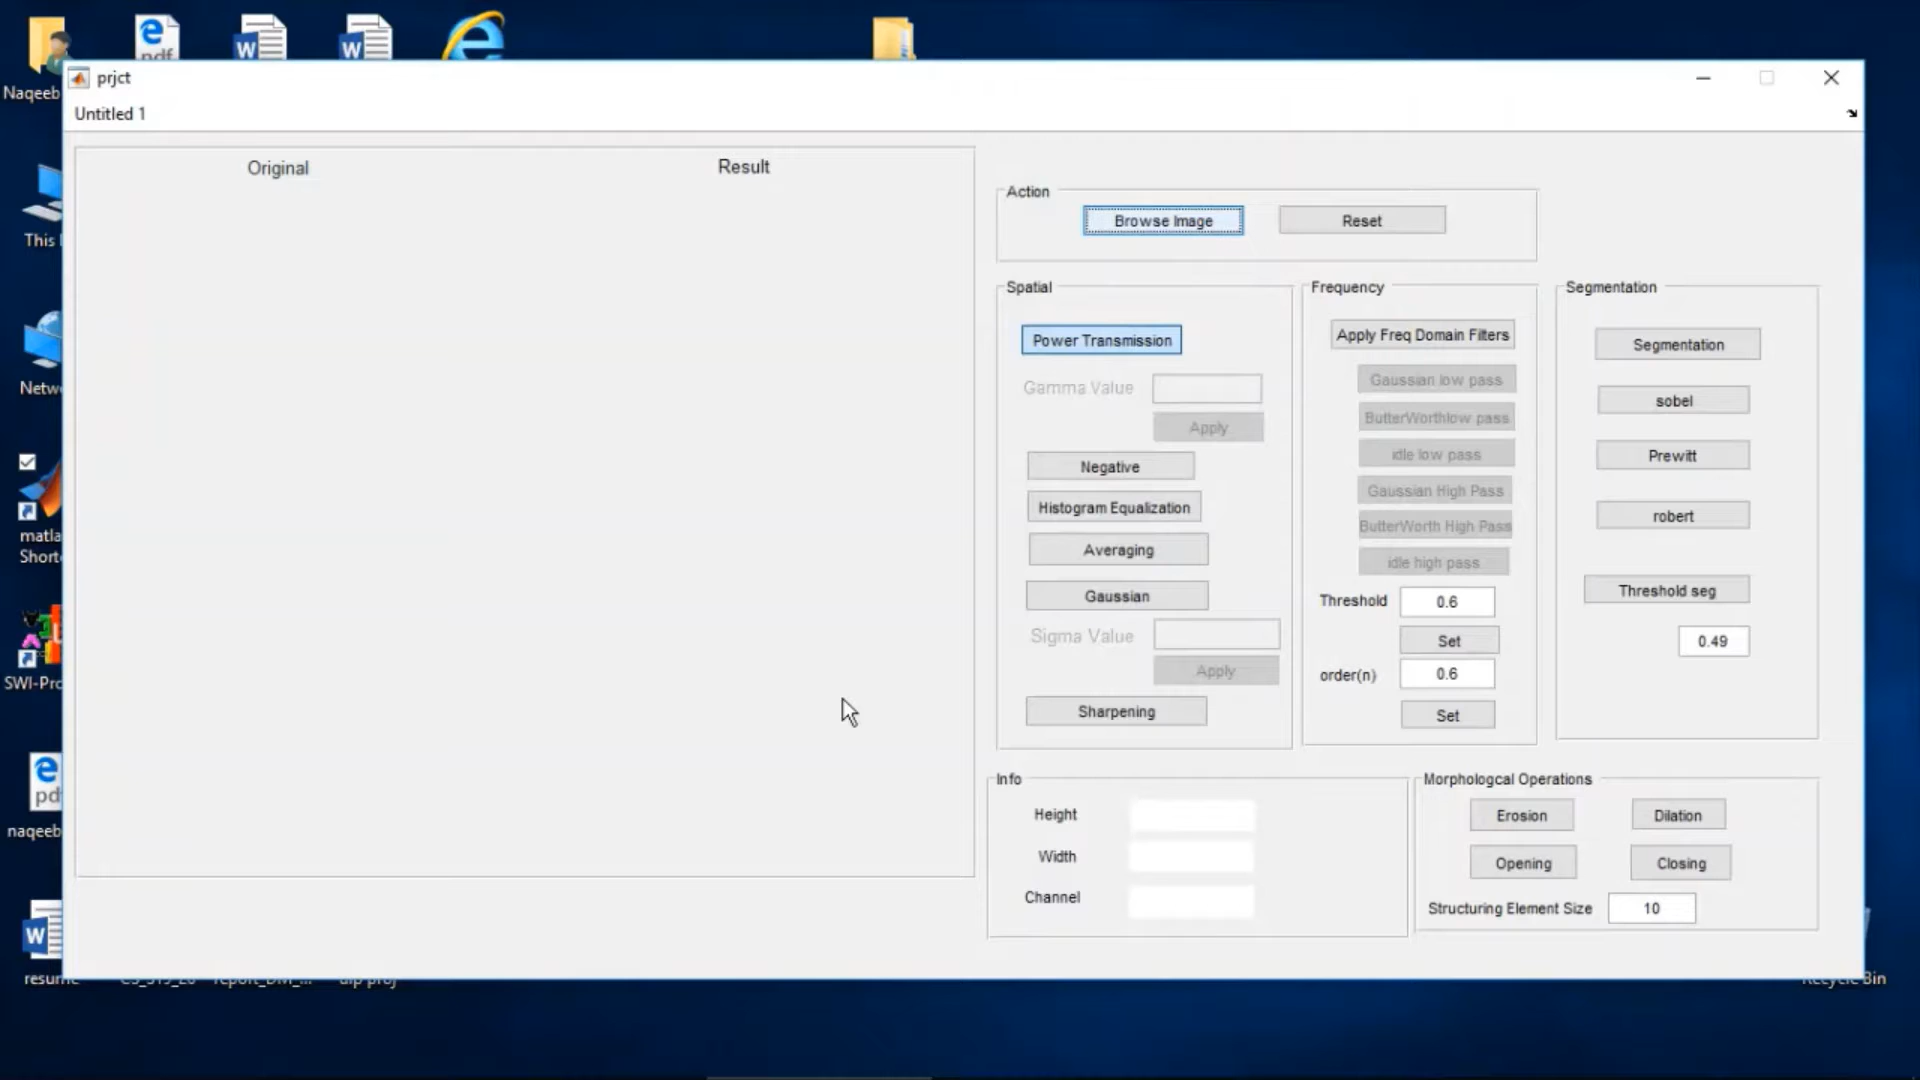 pdf
W
W
Naqeeb
prjct
Untitled 1
Original
Result
Action
Browse Image
Reset
Spatial
Power Transmission
Gamma Value
Apply
Negative
Histogram Equalization
Averaging
Gaussian
Sigma Value
Apply
Sharpening
Frequency
Apply Freq Domain Filters
Gaussian low pass
ButterWorthlow pass
idle low pass
Gaussian High Pass
ButterWorth High Pass
idle high pass
Threshold
0.6
Set
order(n)
0.6
Set
Segmentation
Segmentation
sobel
Prewitt
robert
Threshold seg
0.49
Info
Height
Width
Channel
Morphologcal Operations
Erosion
Dilation
Opening
Closing
Structuring Element Size
10
This
Netw
matla
Short
SWI-Pro
pd
naqeeb
W
resume
Recycle Bin